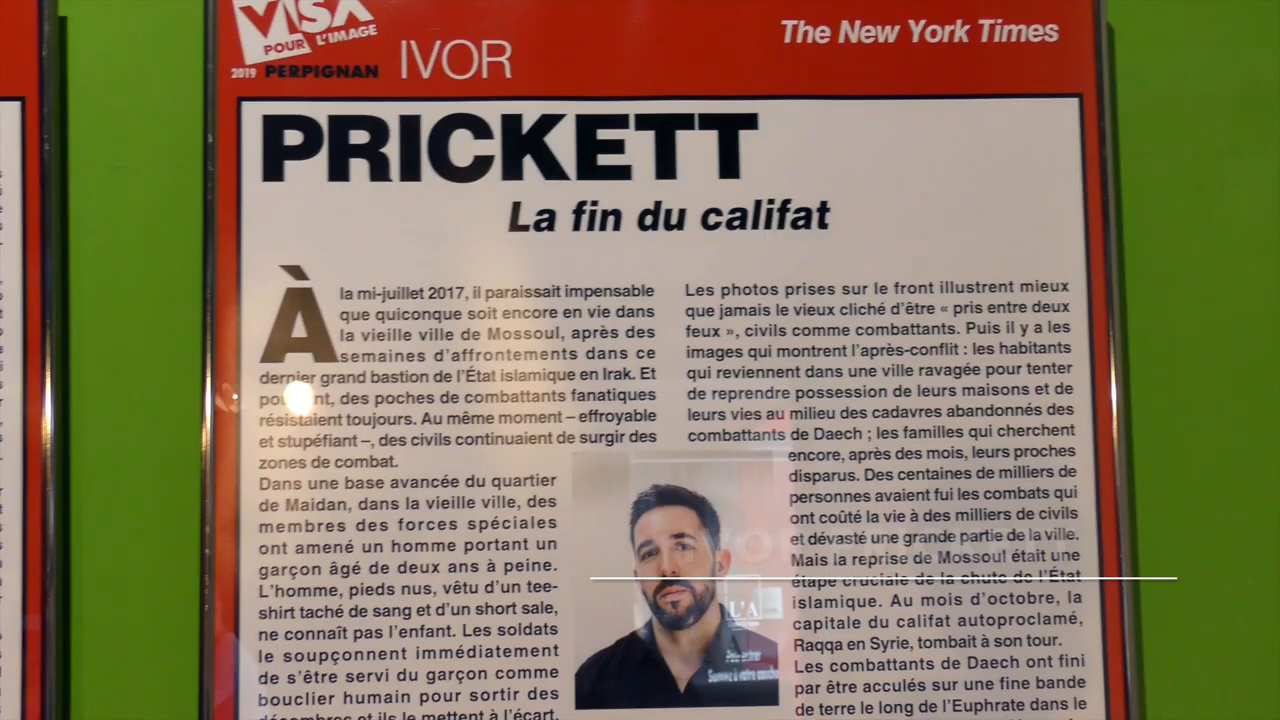 VISA
POUR L'IMAGE
2019 PERPIGNAN
IVOR
The New York Times
PRICKETT
La fin du califat
À la mi-juillet 2017, il paraissait impensable
que quiconque soit encore en vie dans
la vieille ville de Mossoul, après des
semaines d'affrontements dans ce
dernier grand bastion de l'État islamique en Irak. Et
pourtant, des poches de combattants fanatiques
résistaient toujours. Au même moment – effroyable
et stupéfiant –, des civils continuaient de surgir des
zones de combat.
Dans une base avancée du quartier
de Maidan, dans la vieille ville, des
membres des forces spéciales
ont amené un homme portant un
garçon âgé de deux ans à peine.
L'homme, pieds nus, vêtu d'un tee-
shirt taché de sang et d'un short sale,
ne connaît pas l'enfant. Les soldats
le soupçonnent immédiatement
de s'être servi du garçon comme
bouclier humain pour sortir des
décombres et ils le mettent à l'écart.
Les photos prises sur le front illustrent mieux
que jamais le vieux cliché d'être « pris entre deux
feux », civils comme combattants. Puis il y a les
images qui montrent l'après-conflit : les habitants
qui reviennent dans une ville ravagée pour tenter
de reprendre possession de leurs maisons et de
leurs vies au milieu des cadavres abandonnés des
combattants de Daech ; les familles qui cherchent
encore, après des mois, leurs proches
disparus. Des centaines de milliers de
personnes avaient fui les combats qui
ont coûté la vie à des milliers de civils
et dévasté une grande partie de la ville.
Mais la reprise de Mossoul était une
étape cruciale de la chute de l'État
islamique. Au mois d'octobre, la
capitale du califat autoproclamé,
Raqqa en Syrie, tombait à son tour.
Les combattants de Daech ont fini
par être acculés sur une fine bande
de terre le long de l'Euphrate dans le